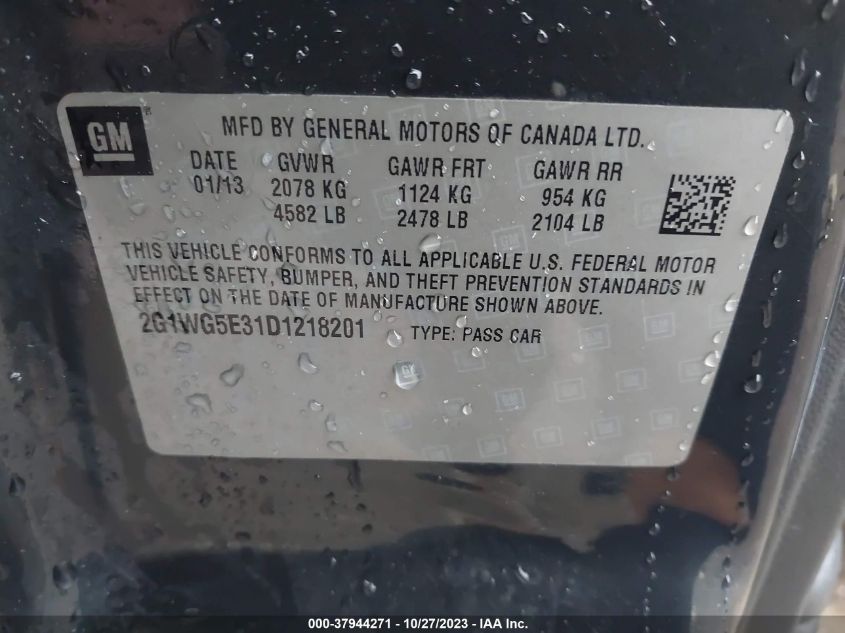 GM
MFD BY GENERAL MOTORS OF CANADA LTD.
DATE GVWR GAWR FRT GAWR RR
01/13 2078 KG 1124 KG 954 KG
4582 LB 2478 LB 2104 LB
THIS VEHICLE CONFORMS TO ALL APPLICABLE U.S. FEDERAL MOTOR
VEHICLE SAFETY, BUMPER, AND THEFT PREVENTION STANDARDS IN
EFFECT ON THE DATE OF MANUFACTURE SHOWN ABOVE.
2G1WG5E31D1218201 TYPE: PASS CAR
000-37944271 - 10/27/2023 - IAA Inc.